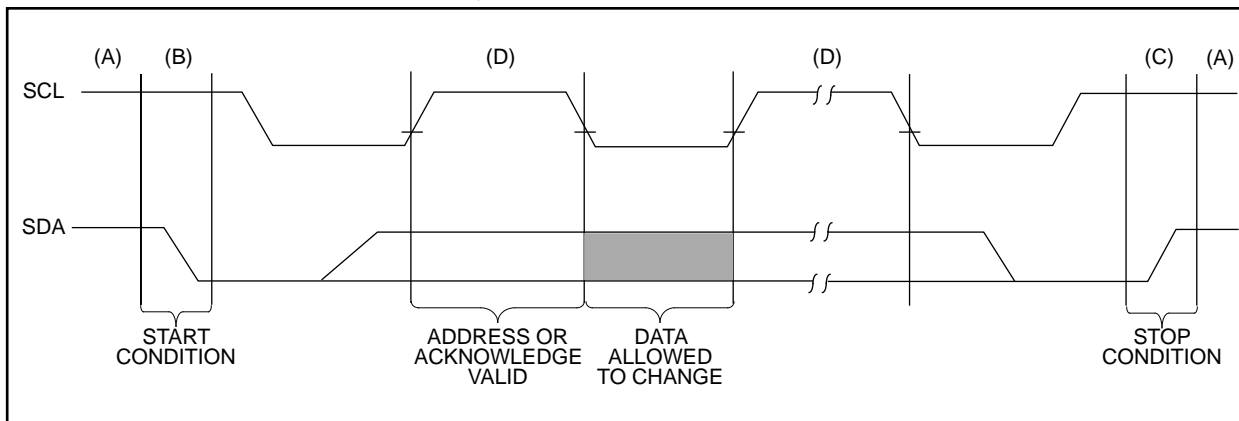 (A) (B) (D) (D) (C) (A)
SCL
SDA
START
CONDITION
ADDRESS OR
ACKNOWLEDGE
VALID
DATA
ALLOWED
TO CHANGE
STOP
CONDITION